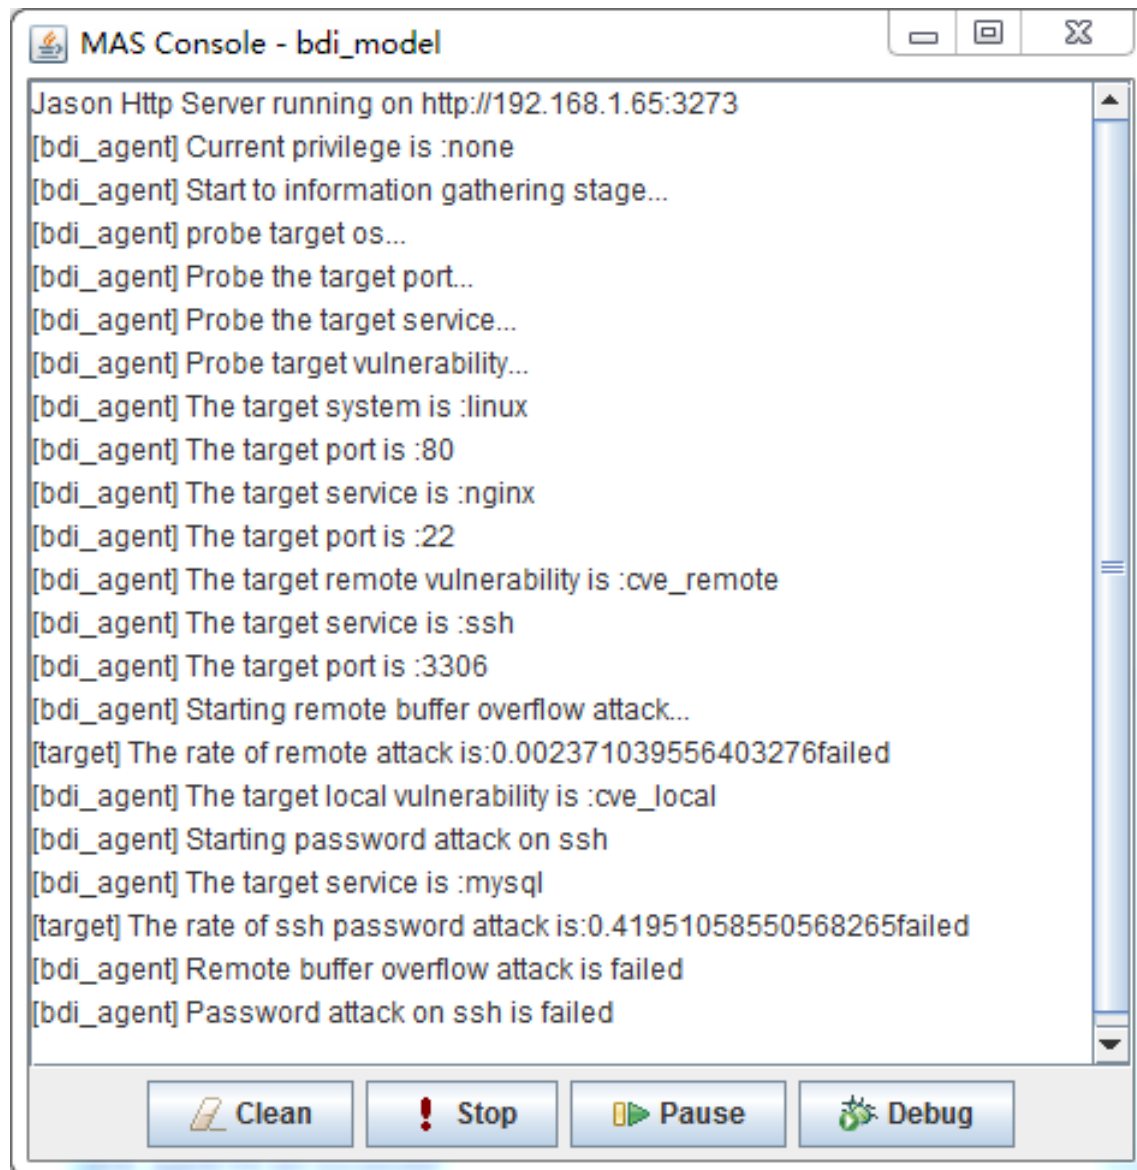 MAS Console - bdi_model
Jason Http Server running on http://192.168.1.65:3273
[bdi_agent] Current privilege is :none
[bdi_agent] Start to information gathering stage...
[bdi_agent] probe target os...
[bdi_agent] Probe the target port...
[bdi_agent] Probe the target service...
[bdi_agent] Probe target vulnerability...
[bdi_agent] The target system is :linux
[bdi_agent] The target port is :80
[bdi_agent] The target service is :nginx
[bdi_agent] The target port is :22
[bdi_agent] The target remote vulnerability is :cve_remote
[bdi_agent] The target service is :ssh
[bdi_agent] The target port is :3306
[bdi_agent] Starting remote buffer overflow attack...
[target] The rate of remote attack is:0.002371039556403276failed
[bdi_agent] The target local vulnerability is :cve_local
[bdi_agent] Starting password attack on ssh
[bdi_agent] The target service is :mysql
[target] The rate of ssh password attack is:0.41951058550568265failed
[bdi_agent] Remote buffer overflow attack is failed
[bdi_agent] Password attack on ssh is failed
Clean Stop Pause Debug